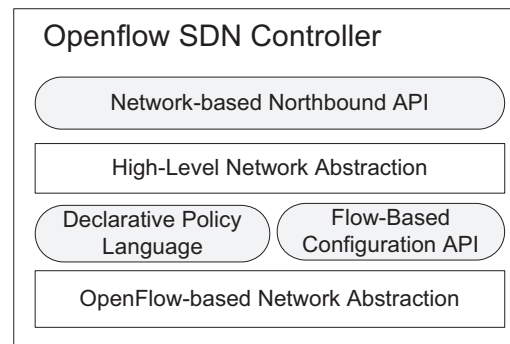 Openflow SDN Controller
Network-based Northbound API
High-Level Network Abstraction
Declarative Policy
Language
Flow-Based
Configuration API
OpenFlow-based Network Abstraction